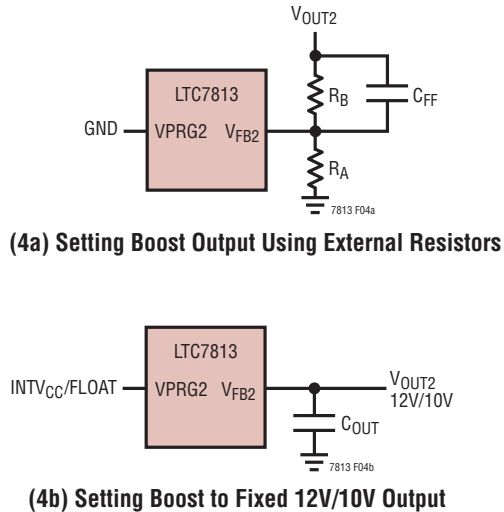 VOUT2
LTC7813
RB
CFF
GND
VPRG2
VFB2
RA
7813 F04a
(4a) Setting Boost Output Using External Resistors
LTC7813
INTVCC/FLOAT
VPRG2
VFB2
VOUT2
12V/10V
COUT
7813 F04b
(4b) Setting Boost to Fixed 12V/10V Output